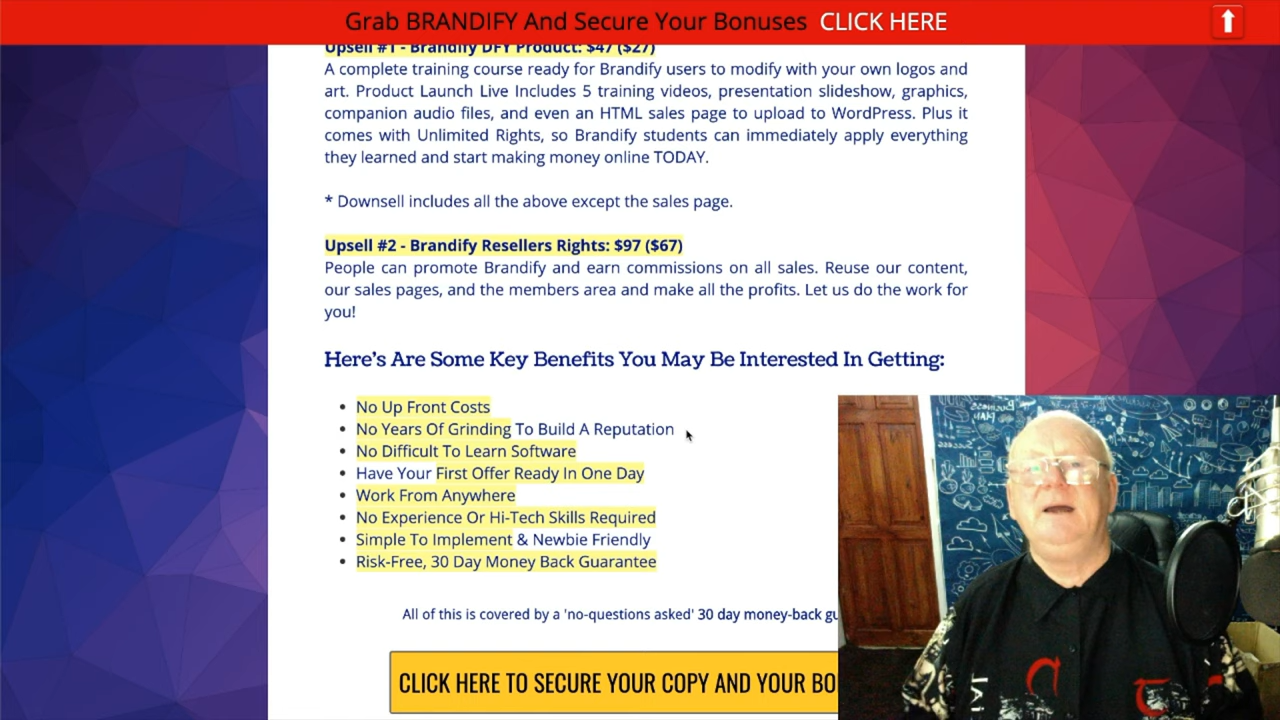 Grab BRANDIFY And Secure Your Bonuses CLICK HERE
Upsell #1 - Brandify DFY Product: $47 ($27)
A complete training course ready for Brandify users to modify with your own logos and
art. Product Launch Live Includes 5 training videos, presentation slideshow, graphics,
companion audio files, and even an HTML sales page to upload to WordPress. Plus it
comes with Unlimited Rights, so Brandify students can immediately apply everything
they learned and start making money online TODAY.
* Downsell includes all the above except the sales page.
Upsell #2 - Brandify Resellers Rights: $97 ($67)
People can promote Brandify and earn commissions on all sales. Reuse our content,
our sales pages, and the members area and make all the profits. Let us do the work for
you!
Here's Are Some Key Benefits You May Be Interested In Getting:
No Up Front Costs
No Years Of Grinding To Build A Reputation
No Difficult To Learn Software
Have Your First Offer Ready In One Day
Work From Anywhere
No Experience Or Hi-Tech Skills Required
Simple To Implement & Newbie Friendly
Risk-Free, 30 Day Money Back Guarantee
All of this is covered by a 'no-questions asked' 30 day money-back gu
CLICK HERE TO SECURE YOUR COPY AND YOUR BO